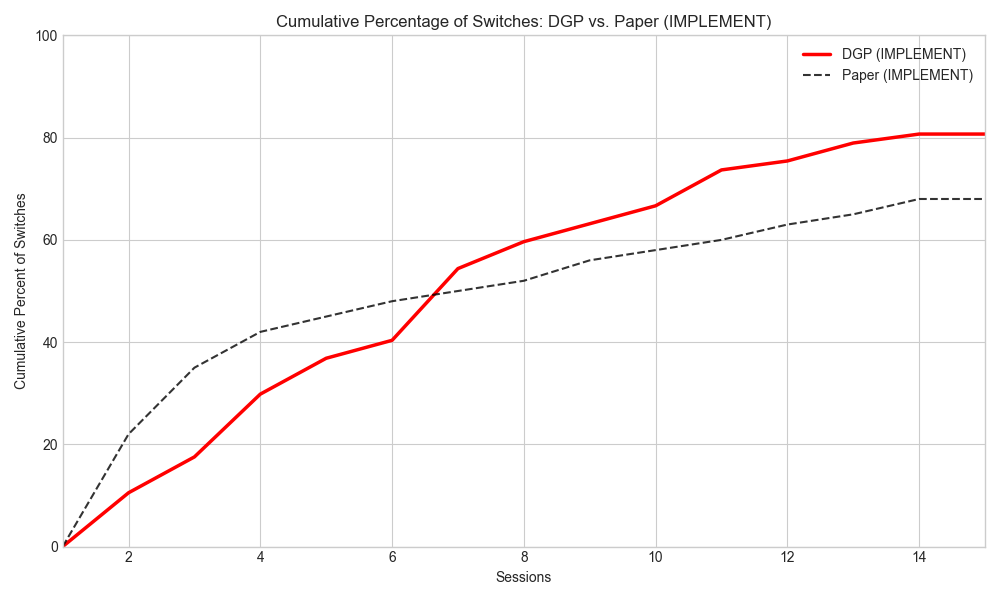 Cumulative Percentage of Switches: DGP vs. Paper (IMPLEMENT)
DGP (IMPLEMENT)
Paper (IMPLEMENT)
Cumulative Percent of Switches
100
80
60
40
20
0
2 4 6 8 10 12 14
Sessions